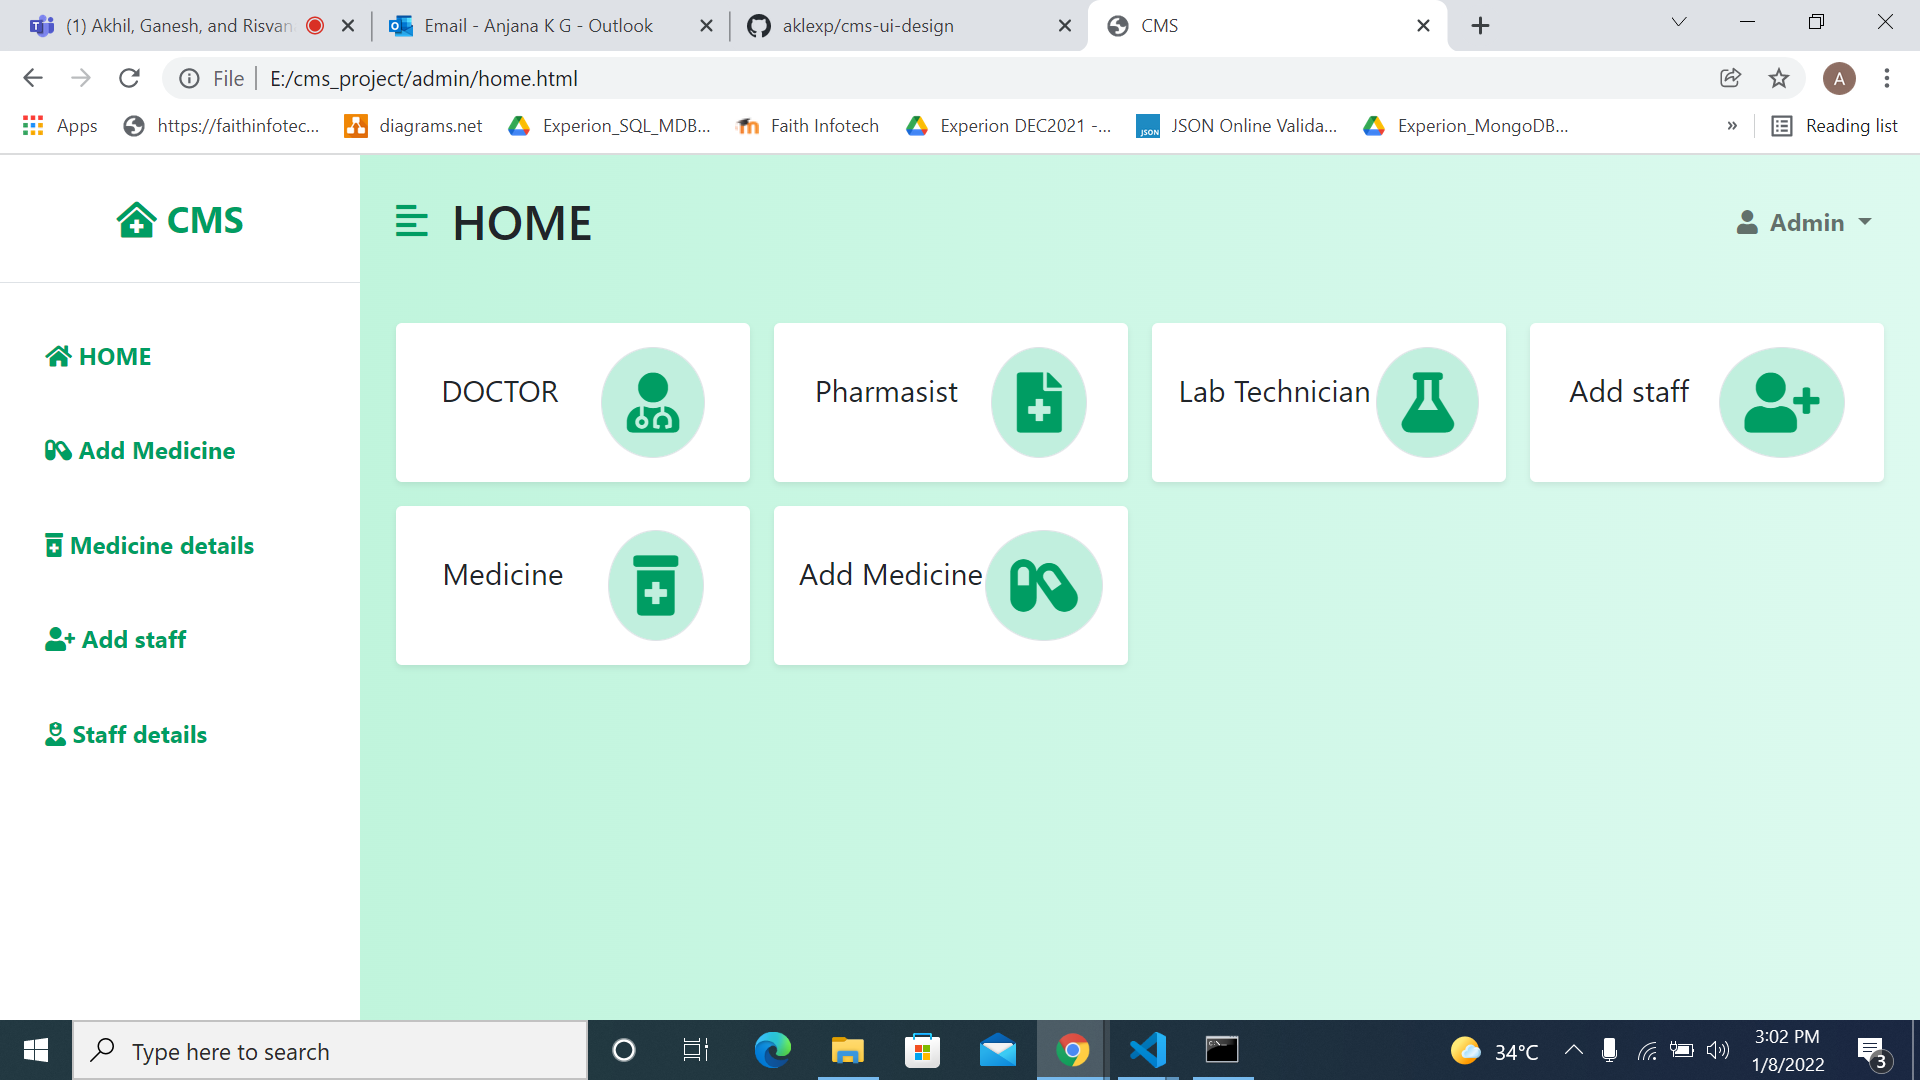 (1) Akhil, Ganesh, and Risvan
Email - Anjana K G - Outlook
aklexp/cms-ui-design
CMS
File
E:/cms_project/admin/home.html
A
Apps
https://faithinfotec...
diagrams.net
Experion_SQL_MDB...
Faith Infotech
Experion DEC2021 -...
JSON
JSON Online Valida...
Experion_MongoDB...
»
Reading list
CMS
HOME
Admin
HOME
Add Medicine
Medicine details
Add staff
Staff details
DOCTOR
Pharmasist
Lab Technician
Add staff
Medicine
Add Medicine
Type here to search
34°C
3:02 PM
1/8/2022
3